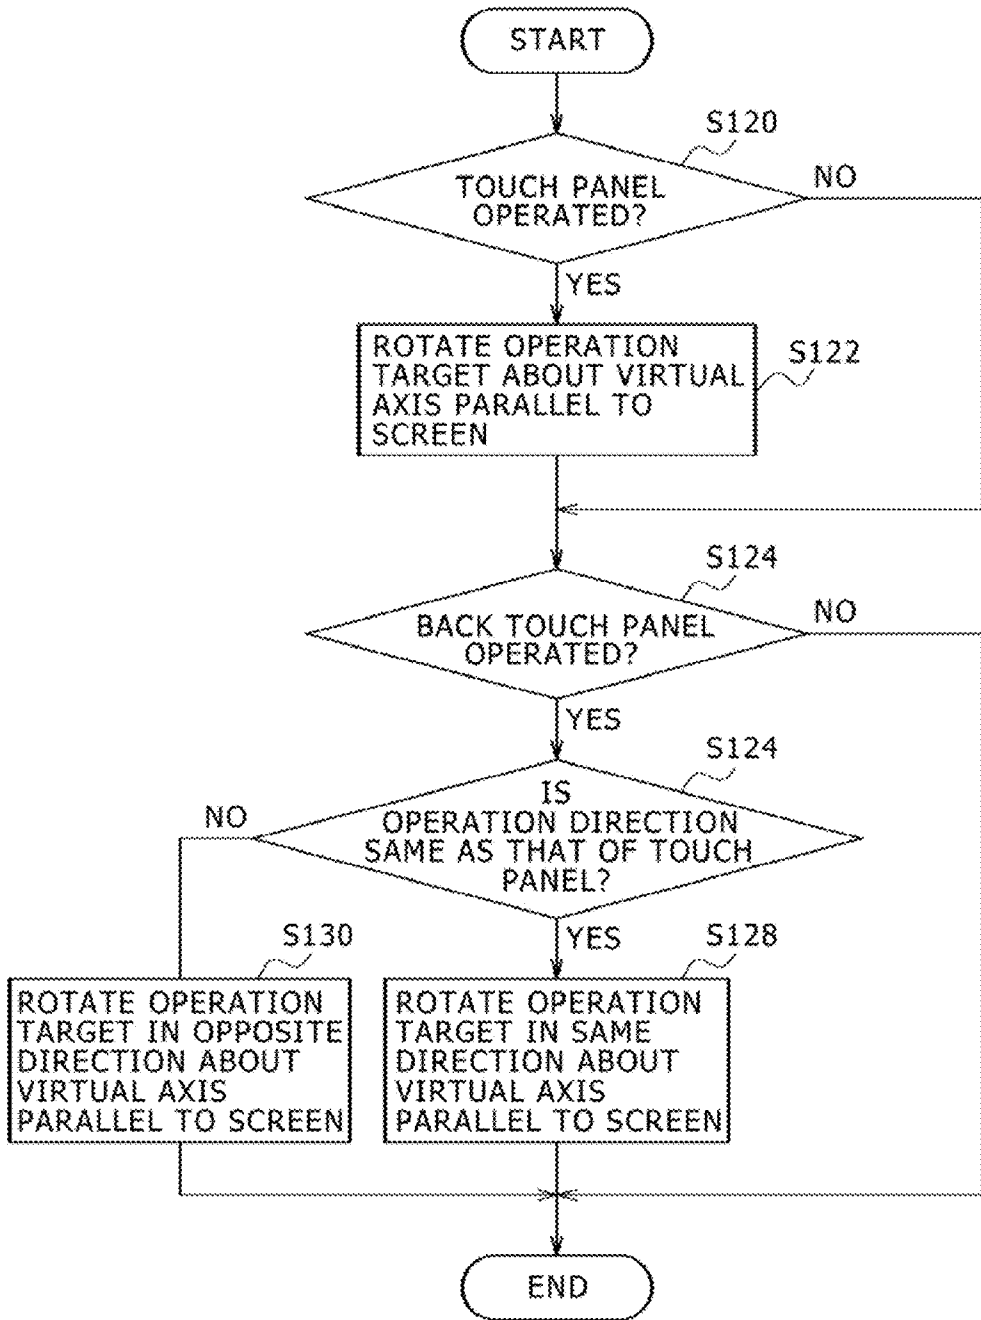 START
S120
TOUCH PANEL
OPERATED?
NO
YES
ROTATE OPERATION
TARGET ABOUT VIRTUAL
AXIS PARALLEL TO
SCREEN
S122
S124
BACK TOUCH PANEL
OPERATED?
NO
YES
S124
IS
OPERATION DIRECTION
SAME AS THAT OF TOUCH
PANEL?
NO
YES
S130
ROTATE OPERATION
TARGET IN OPPOSITE
DIRECTION ABOUT
VIRTUAL AXIS
PARALLEL TO SCREEN
S128
ROTATE OPERATION
TARGET IN SAME
DIRECTION ABOUT
VIRTUAL AXIS
PARALLEL TO SCREEN
END